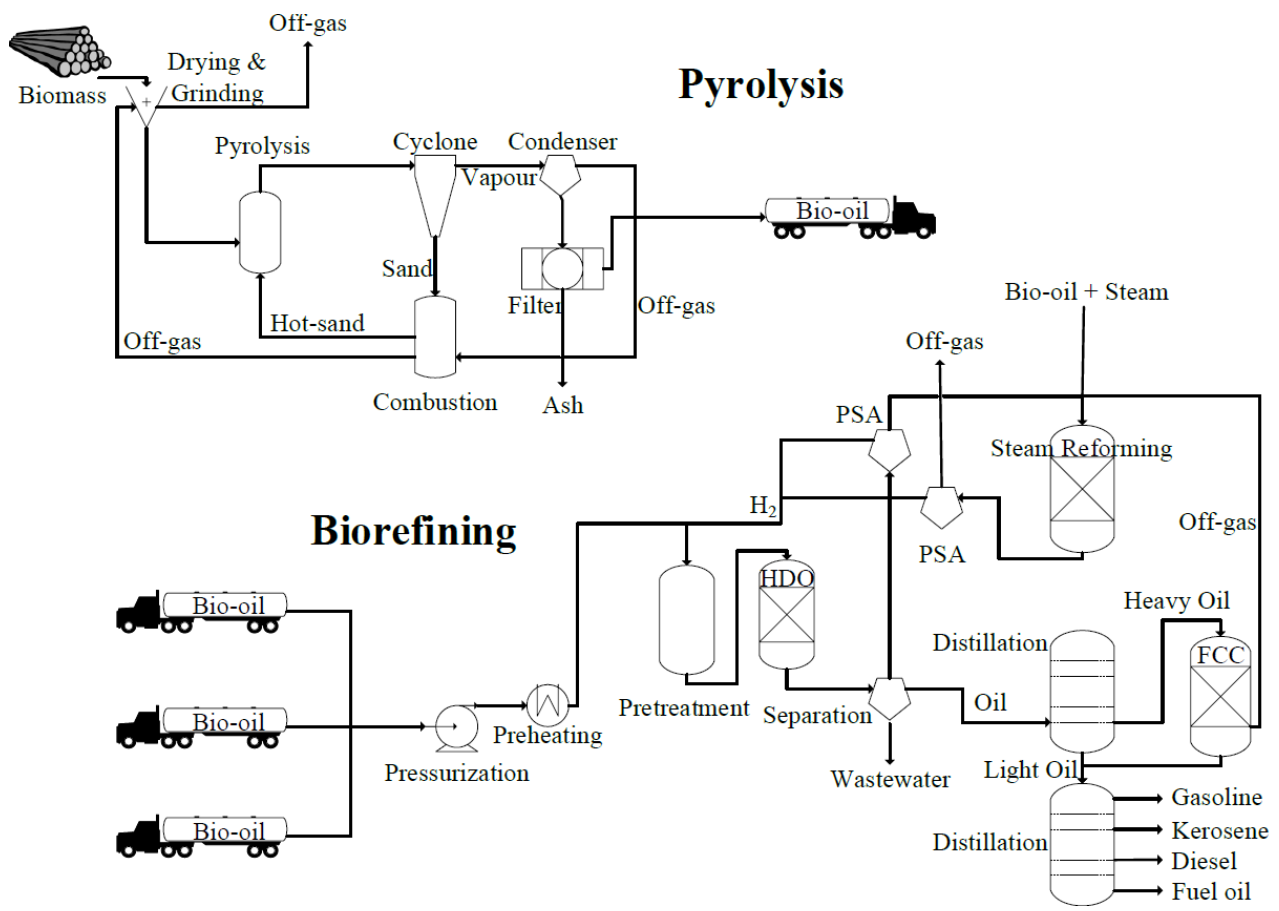 Off-gas
Drying &
Grinding
Biomass
Pyrolysis
Pyrolysis
Cyclone
Condenser
Vapour
Bio-oil
Sand
Filter
Off-gas
Hot-sand
Off-gas
Combustion
Ash
Bio-oil + Steam
Off-gas
PSA
Steam Reforming
H₂
PSA
Off-gas
Biorefining
Bio-oil
Bio-oil
Bio-oil
Pressurization
Preheating
Pretreatment
HDO
Separation
Wastewater
Oil
Distillation
Heavy Oil
FCC
Light Oil
Distillation
Gasoline
Kerosene
Diesel
Fuel oil